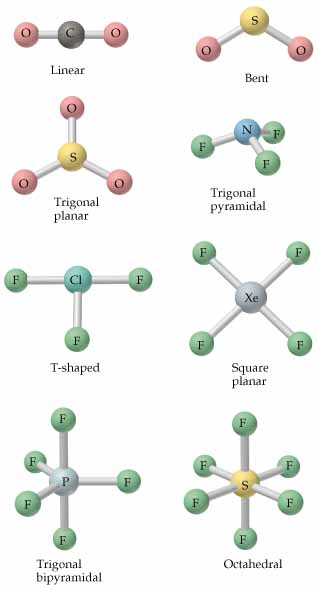 O C O
Linear
S
O O
Bent
O
S
O O
Trigonal
planar
N F
F F
Trigonal
pyramidal
F Cl F
F
T-shaped
F F
Xe
F F
Square
planar
F
F
P F
F
F
Trigonal
bipyramidal
F
F F
S
F F
F
Octahedral